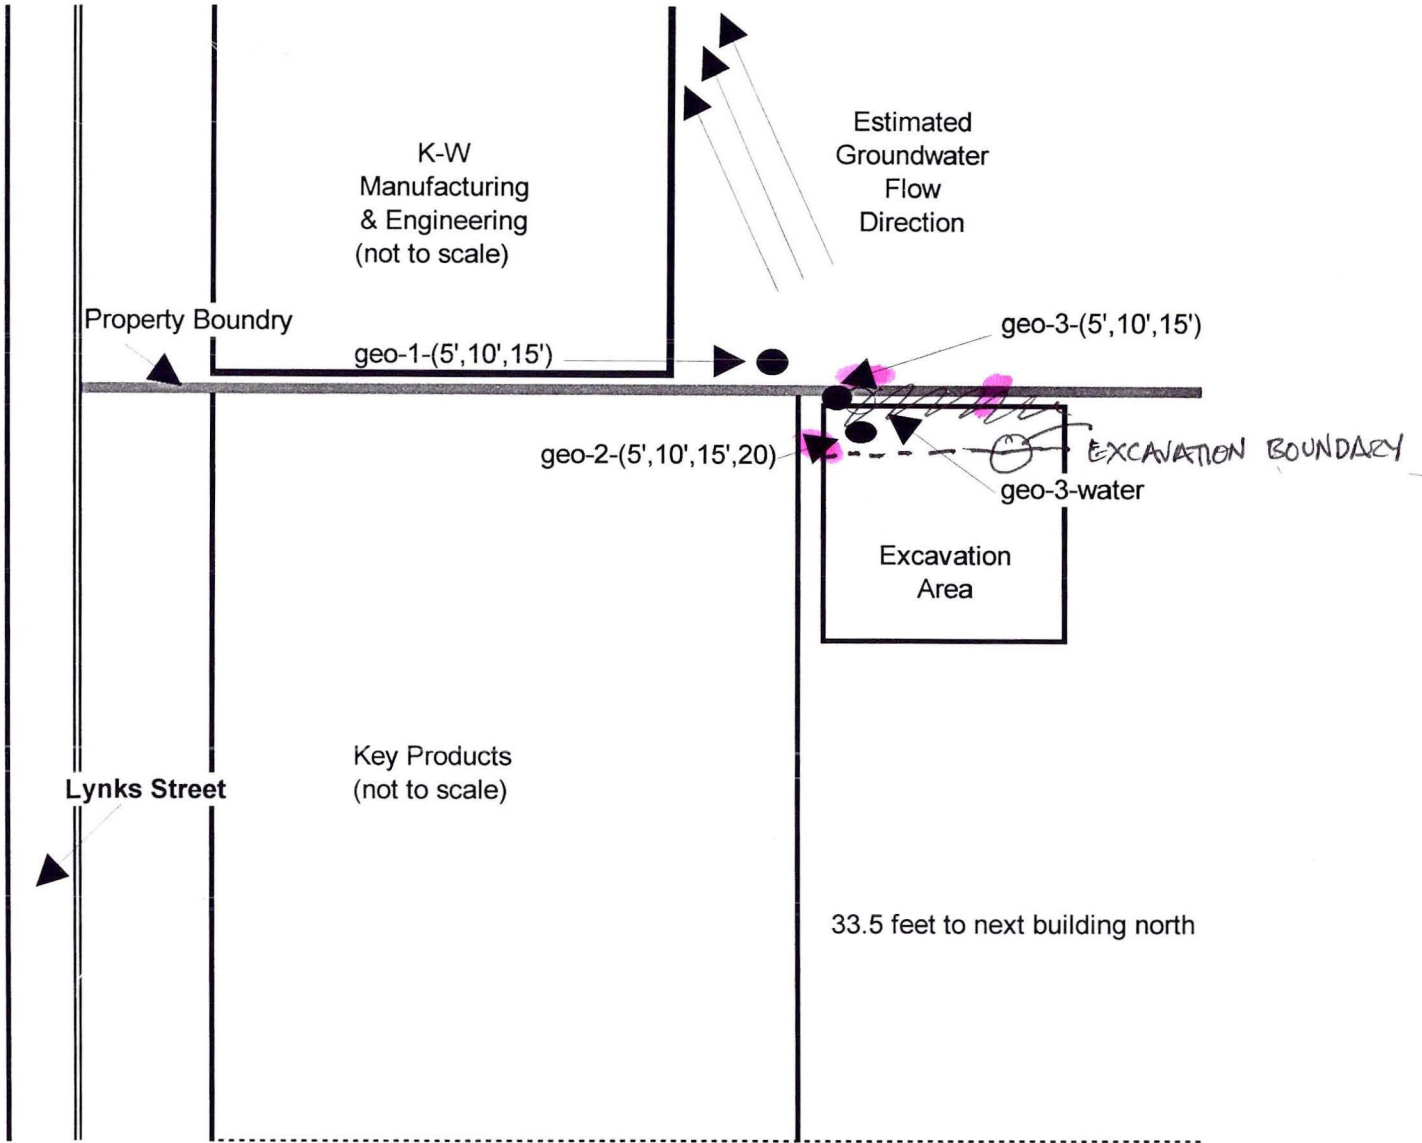 K-W
Manufacturing
& Engineering
(not to scale)
Estimated
Groundwater
Flow
Direction
Property Boundry
geo-1-(5',10',15')
geo-3-(5',10',15')
geo-2-(5',10',15',20)
EXCAVATION BOUNDARY
geo-3-water
Excavation
Area
Key Products
(not to scale)
Lynks Street
33.5 feet to next building north